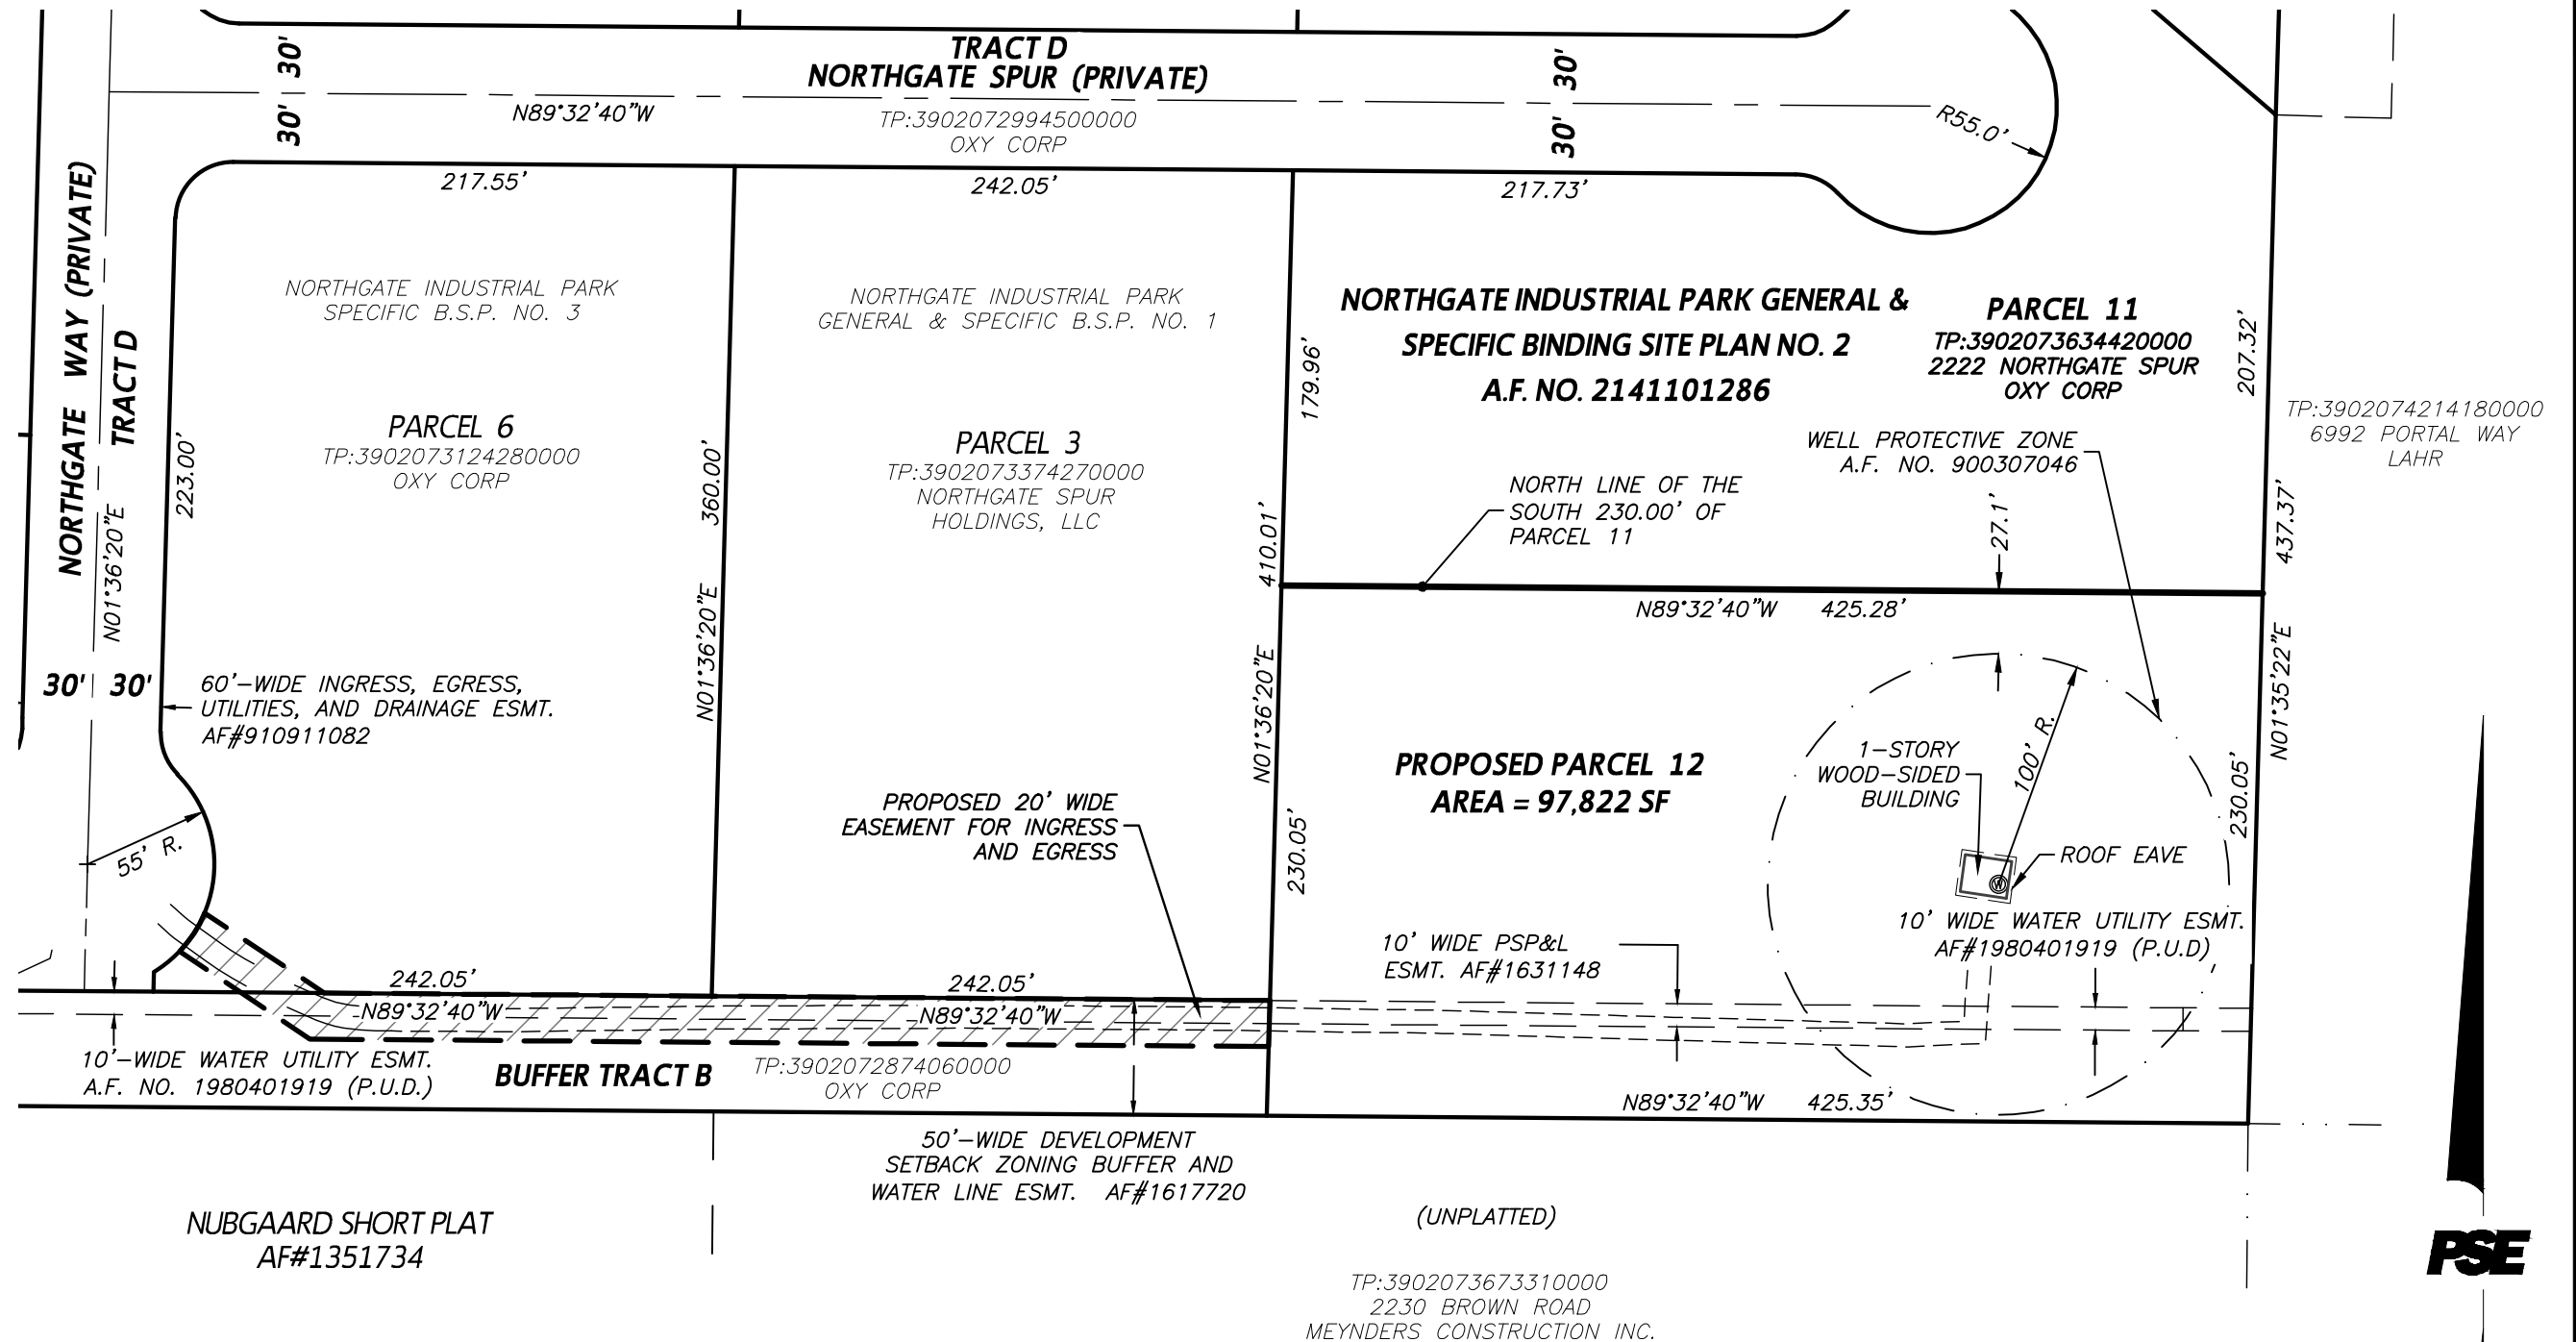 TRACT D
NORTHGATE SPUR (PRIVATE)
30' 30'
30' 30'
N89°32'40"W
TP:3902072994500000
OXY CORP
R55.0'
217.55'
242.05'
217.73'
NORTHGATE WAY (PRIVATE)
TRACT D
N01°36'20"E
30' 30'
223.00'
NORTHGATE INDUSTRIAL PARK
SPECIFIC B.S.P. NO. 3
PARCEL 6
TP:3902073124280000
OXY CORP
360.00'
N01°36'20"E
NORTHGATE INDUSTRIAL PARK
GENERAL & SPECIFIC B.S.P. NO. 1
PARCEL 3
TP:3902073374270000
NORTHGATE SPUR
HOLDINGS, LLC
179.96'
410.01'
N01°36'20"E
230.05'
NORTHGATE INDUSTRIAL PARK GENERAL &
SPECIFIC BINDING SITE PLAN NO. 2
A.F. NO. 2141101286
PARCEL 11
TP:3902073634420000
2222 NORTHGATE SPUR
OXY CORP
207.32'
TP:3902074214180000
6992 PORTAL WAY
LAHR
WELL PROTECTIVE ZONE
A.F. NO. 900307046
NORTH LINE OF THE
SOUTH 230.00' OF
PARCEL 11
27.1'
437.37'
N01°35'22"E
N89°32'40"W 425.28'
60'-WIDE INGRESS, EGRESS,
UTILITIES, AND DRAINAGE ESMT.
AF#910911082
55' R.
PROPOSED 20' WIDE
EASEMENT FOR INGRESS
AND EGRESS
PROPOSED PARCEL 12
AREA = 97,822 SF
1-STORY
WOOD-SIDED
BUILDING
100' R.
230.05'
W
ROOF EAVE
10' WIDE WATER UTILITY ESMT.
AF#1980401919 (P.U.D)
10' WIDE PSP&L
ESMT. AF#1631148
242.05'
N89°32'40"W
242.05'
N89°32'40"W
10'-WIDE WATER UTILITY ESMT.
A.F. NO. 1980401919 (P.U.D.)
BUFFER TRACT B
TP:3902072874060000
OXY CORP
N89°32'40"W 425.35'
50'-WIDE DEVELOPMENT
SETBACK ZONING BUFFER AND
WATER LINE ESMT. AF#1617720
NUBGAARD SHORT PLAT
AF#1351734
(UNPLATTED)
TP:3902073673310000
2230 BROWN ROAD
MEYNDERS CONSTRUCTION INC.
PSE